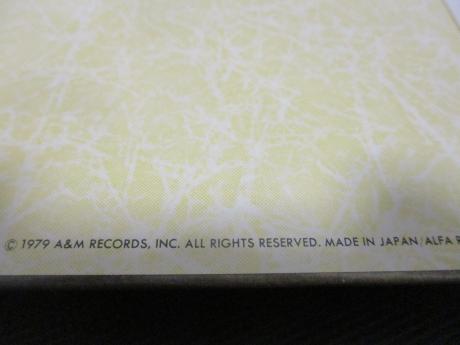 © 1979 A&M RECORDS, INC. ALL RIGHTS RESERVED. MADE IN JAPAN/ALFA